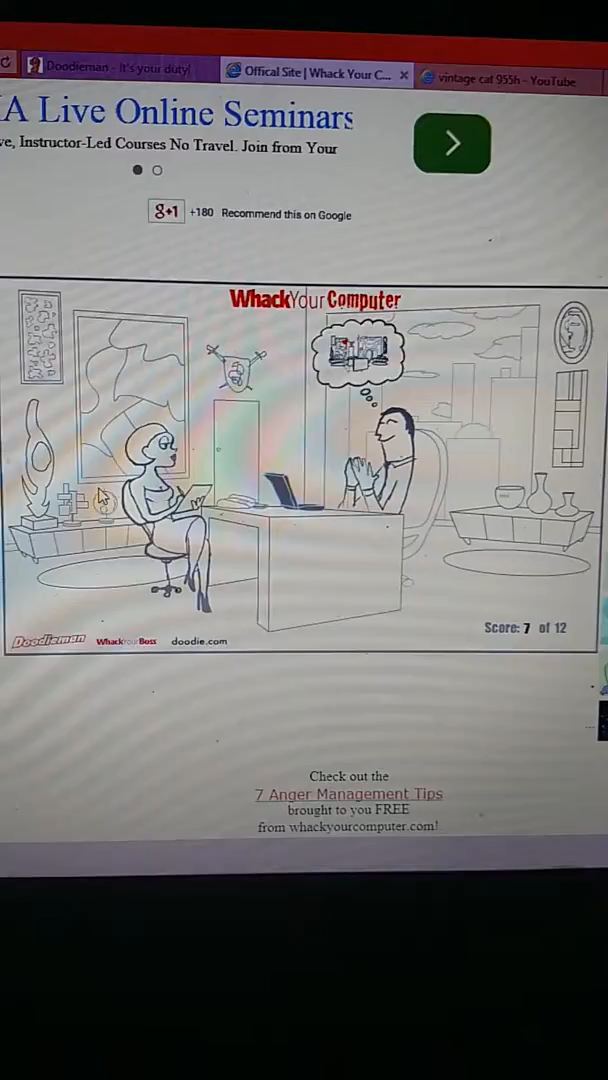 Doodieman - It's your duty!
Offical Site | Whack Your C...
vintage cat 955h - YouTube
A Live Online Seminars
ve, Instructor-Led Courses No Travel. Join from Your
g+1 +180 Recommend this on Google
WhackYourComputer
Doodieman WhackYourBoss doodie.com
Score: 7 of 12
Check out the
7 Anger Management Tips
brought to you FREE
from whackyourcomputer.com!